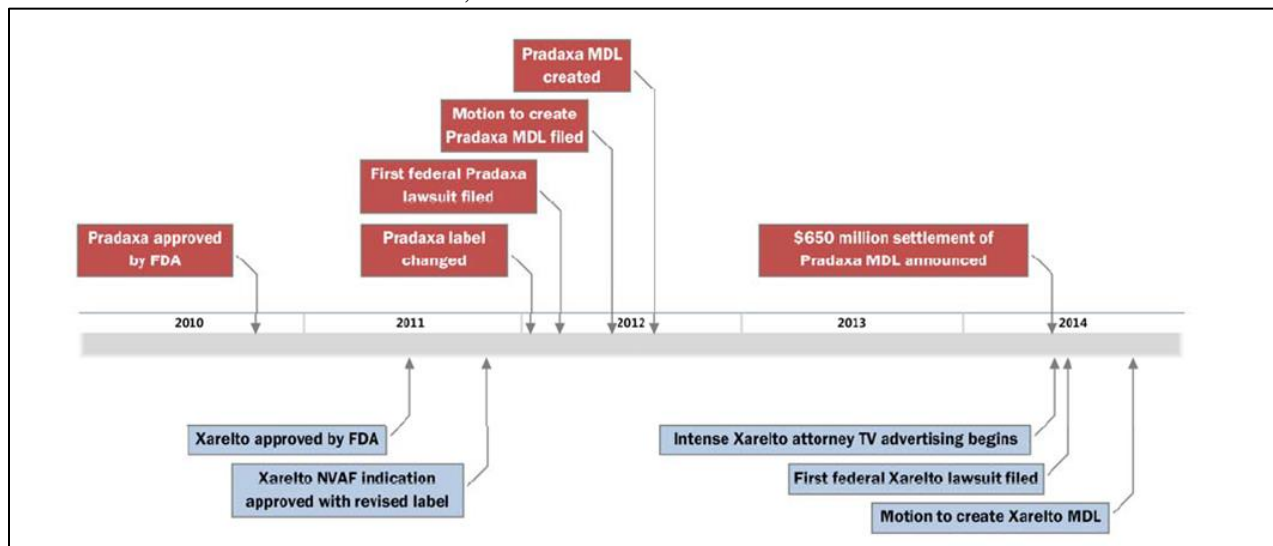 Pradaxa MDL
created
Motion to create
Pradaxa MDL filed
First federal Pradaxa
lawsuit filed
Pradaxa approved
by FDA
Pradaxa label
changed
$650 million settlement of
Pradaxa MDL announced
2010
2011
2012
2013
2014
Xarelto approved by FDA
Xarelto NVAF indication
approved with revised label
Intense Xarelto attorney TV advertising begins
First federal Xarelto lawsuit filed
Motion to create Xarelto MDL